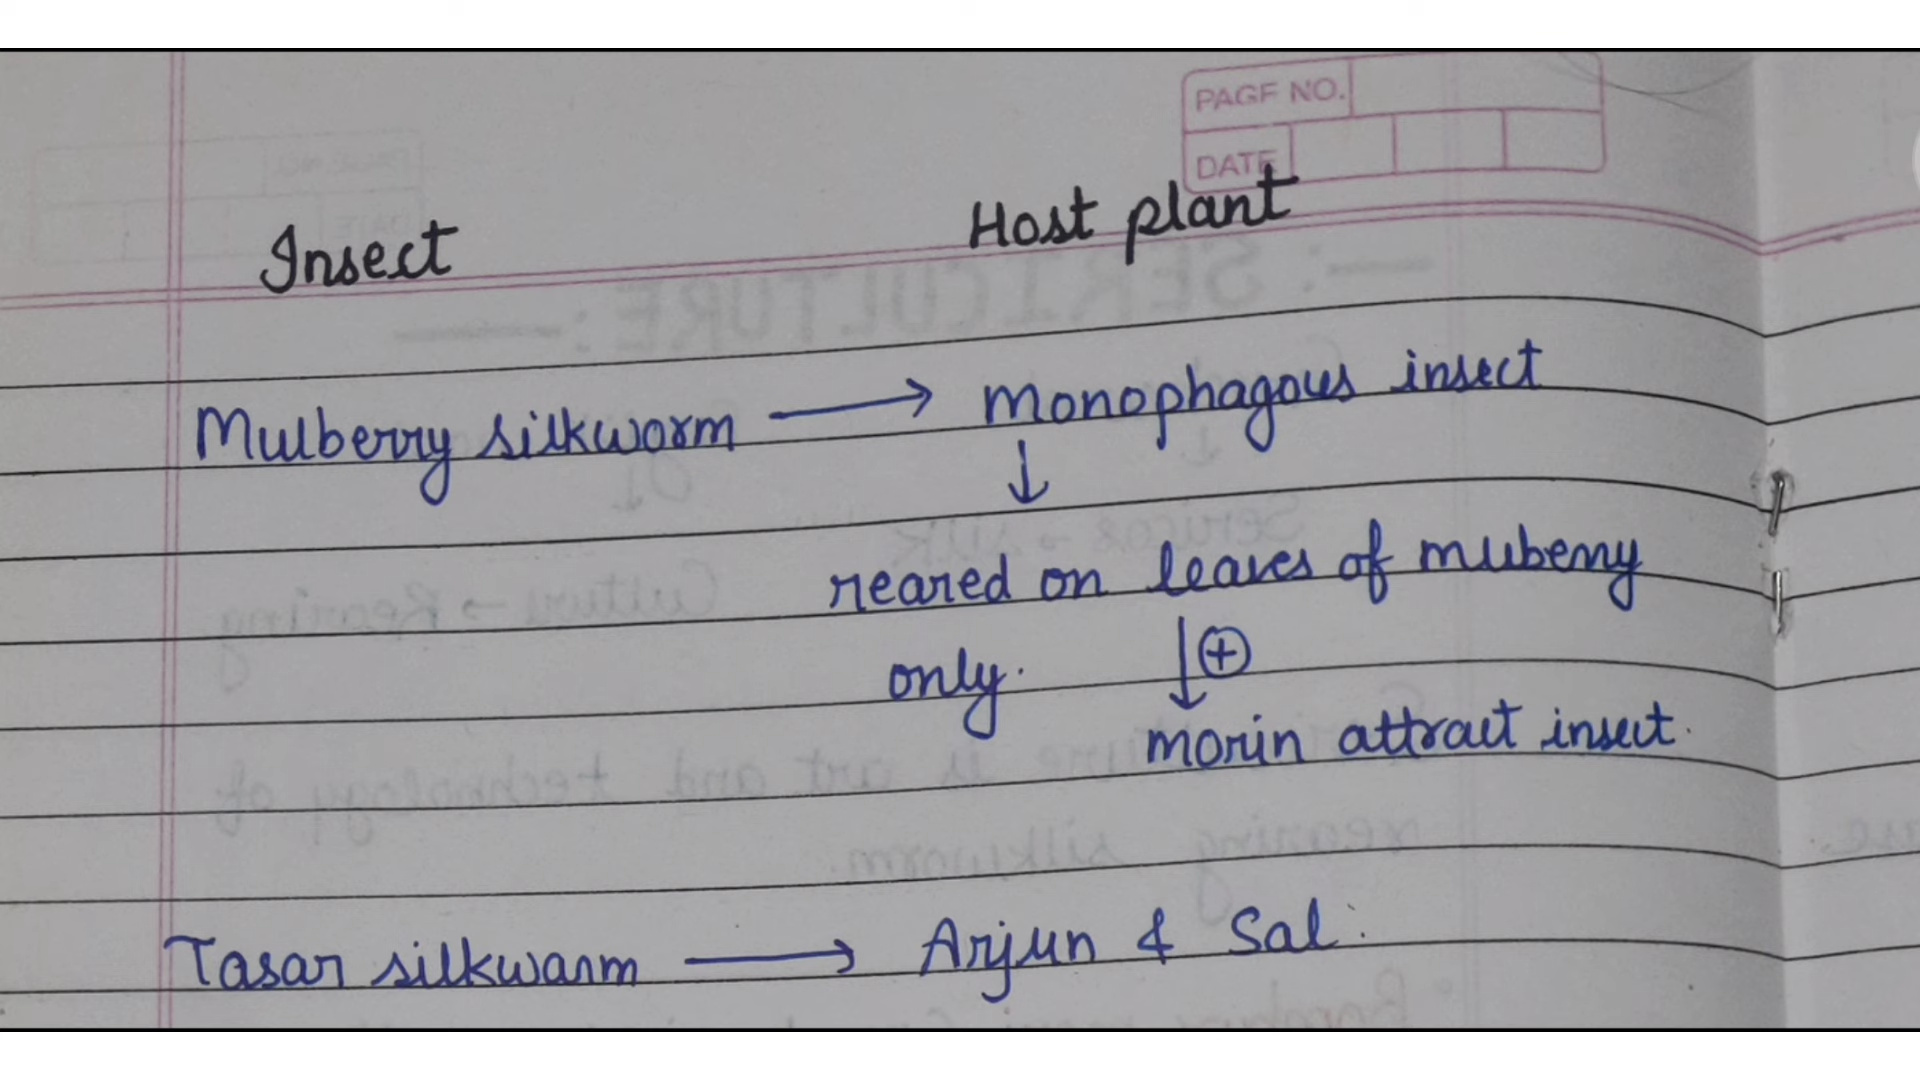 PAGE NO.
DATE
Insect Host plant
Mulberry silkworm → Monophagous insect
↓
reared on leaves of muberry
only. ↓ ⊕
morin attract insect.
Tasar silkwarm → Arjun & Sal.